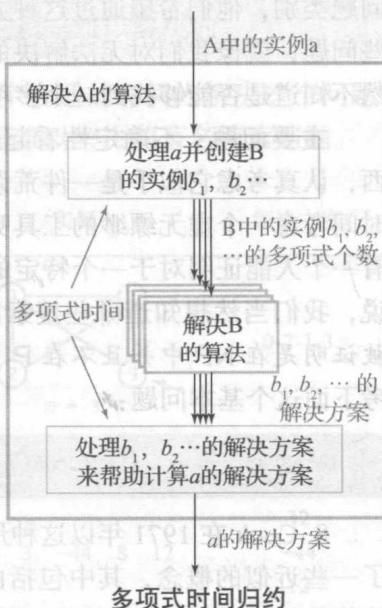 A中的实例a
解决A的算法
处理a并创建B
的实例b₁，b₂…
B中的实例b₁, b₂,
…的多项式个数
多项式时间
解决B
的算法
b₁, b₂,…的
解决方案
处理b₁，b₂…的解决方案
来帮助计算a的解决方案
a的解决方案
多项式时间归约